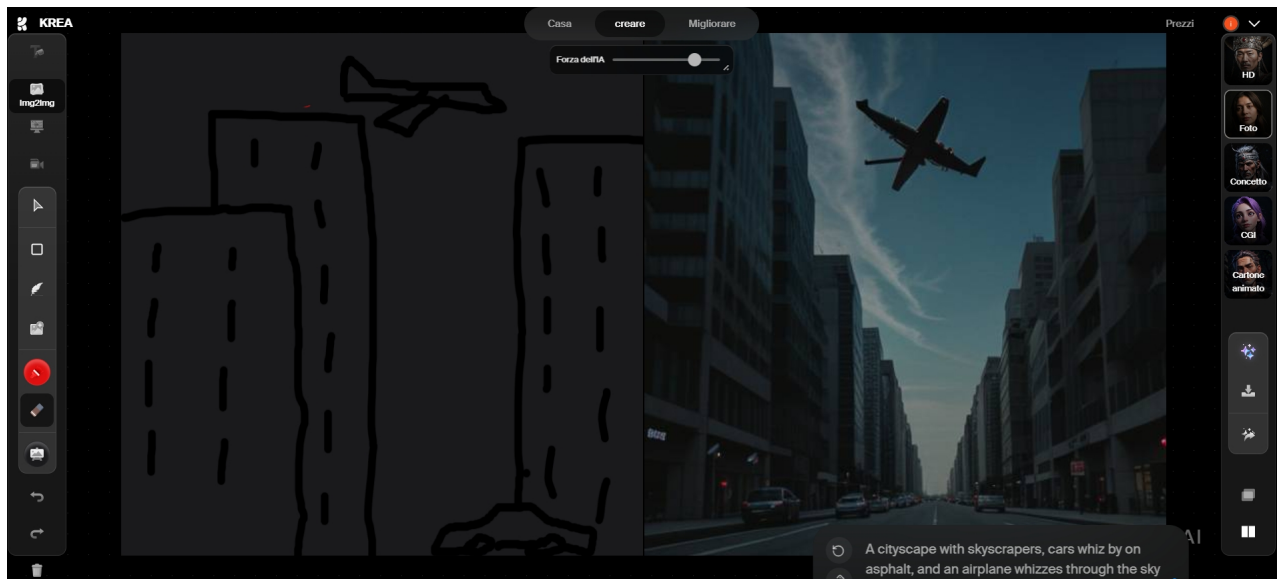 KREA
Casa
creare
Migliorare
Prezzi
Forza dell'IA
Img2Img
HD
Foto
Concetto
CGI
Cartone
animato
AI
A cityscape with skyscrapers, cars whiz by on
asphalt, and an airplane whizzes through the sky